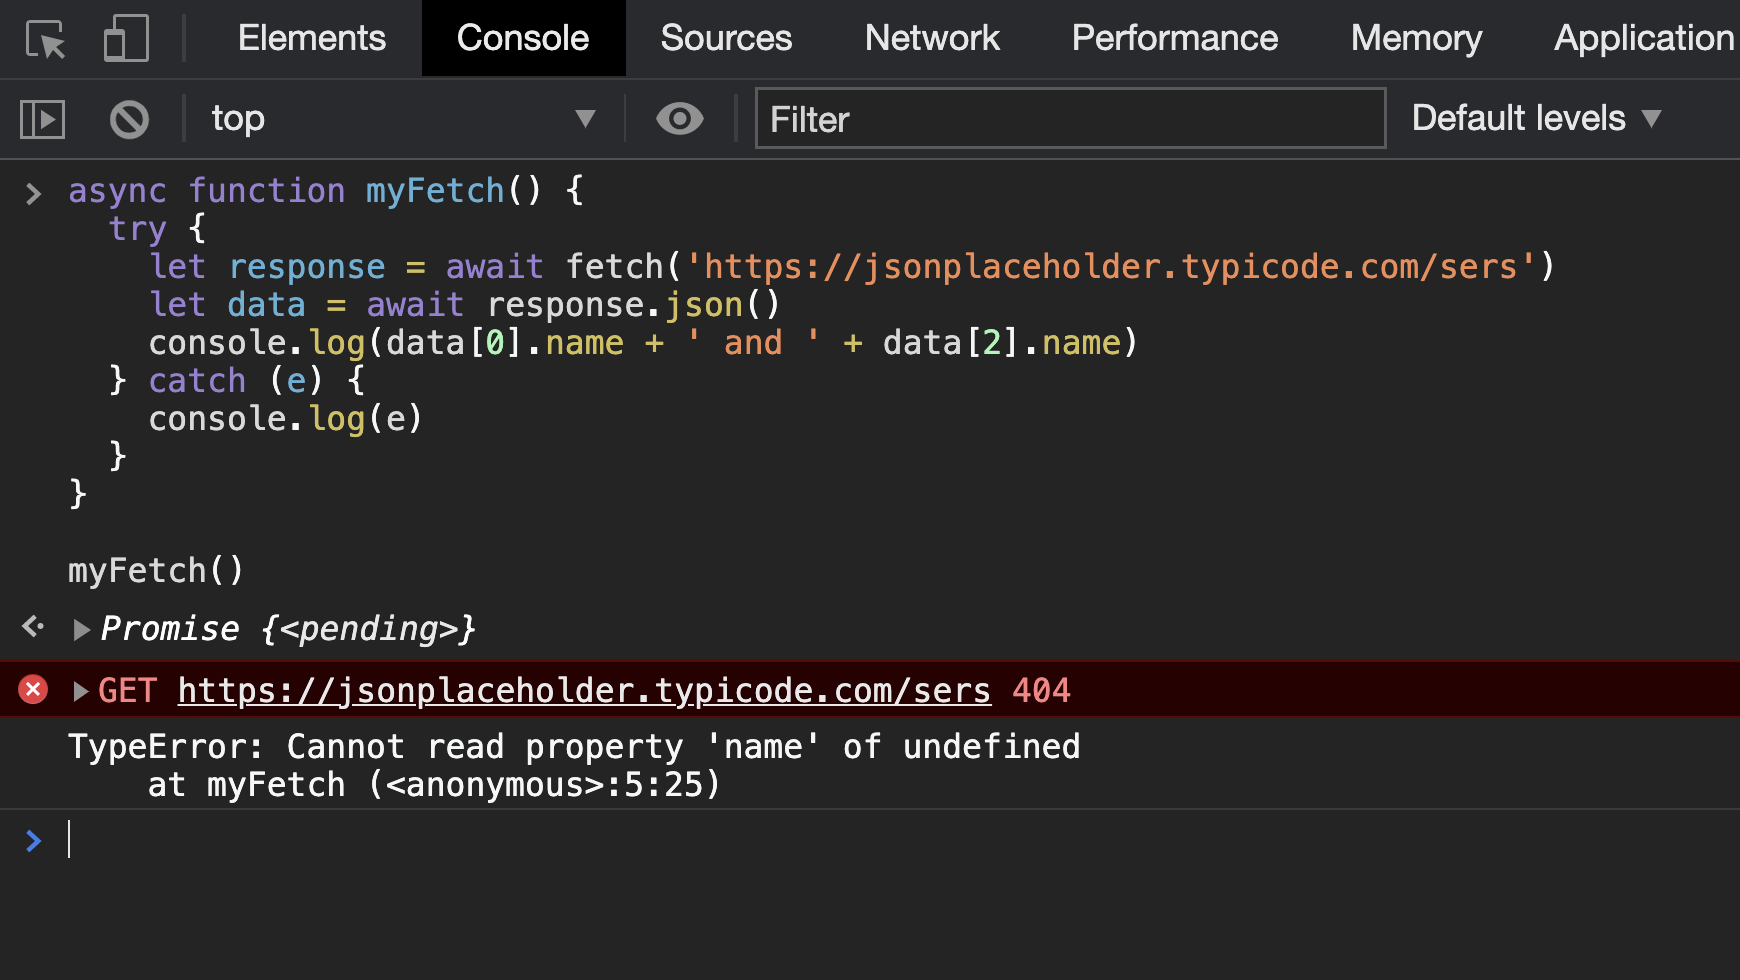 Elements Console Sources Network Performance Memory Application
top Filter Default levels
async function myFetch() {
  try {
    let response = await fetch('https://jsonplaceholder.typicode.com/sers')
    let data = await response.json()
    console.log(data[0].name + ' and ' + data[2].name)
  } catch (e) {
    console.log(e)
  }
}

myFetch()
Promise {<pending>}
GET https://jsonplaceholder.typicode.com/sers 404
TypeError: Cannot read property 'name' of undefined
    at myFetch (<anonymous>:5:25)